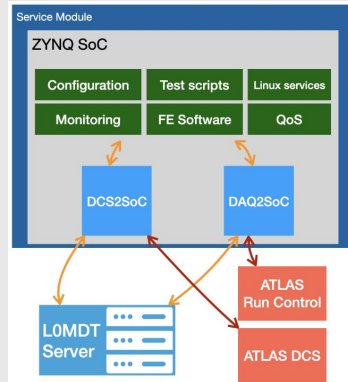 Service Module
ZYNQ SoC
Configuration
Test scripts
Linux services
Monitoring
FE Software
QoS
DCS2SoC
DAQ2SoC
L0MDT
Server
ATLAS
Run Control
ATLAS DCS